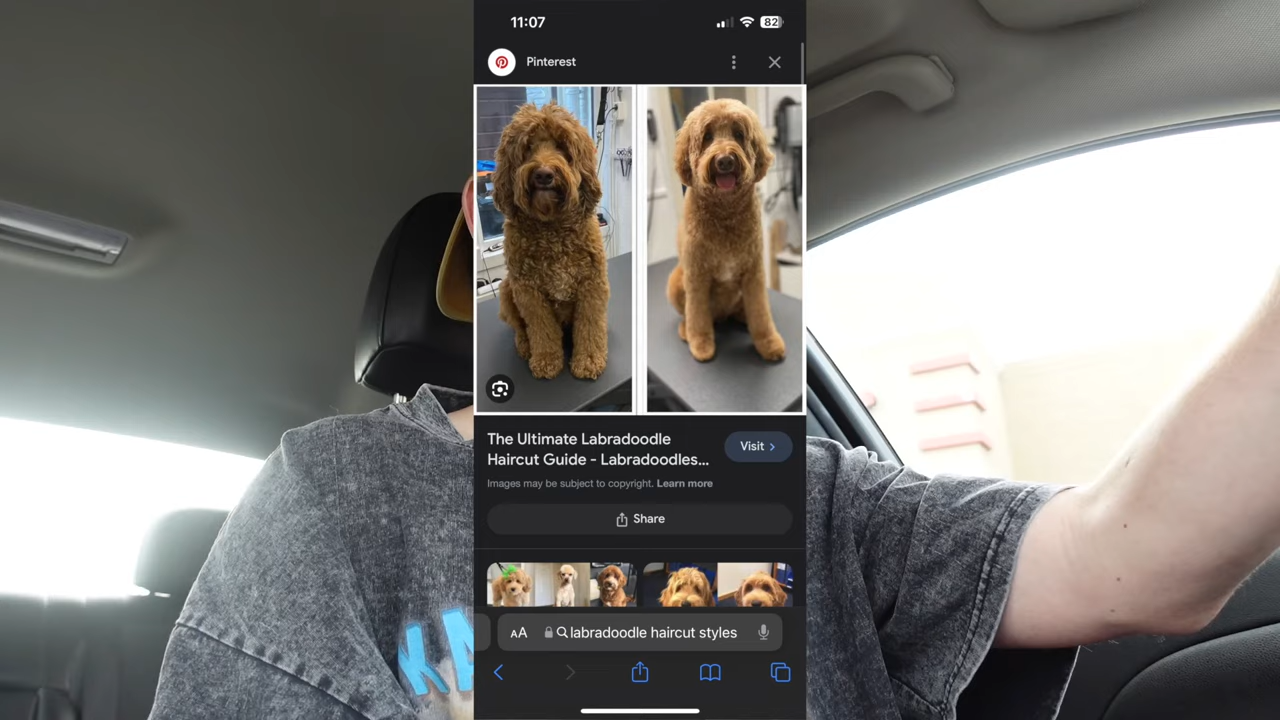 11:07
82
Pinterest
The Ultimate Labradoodle
Haircut Guide - Labradoodles...
Visit >
Images may be subject to copyright. Learn more
Share
AA
labradoodle haircut styles
KA